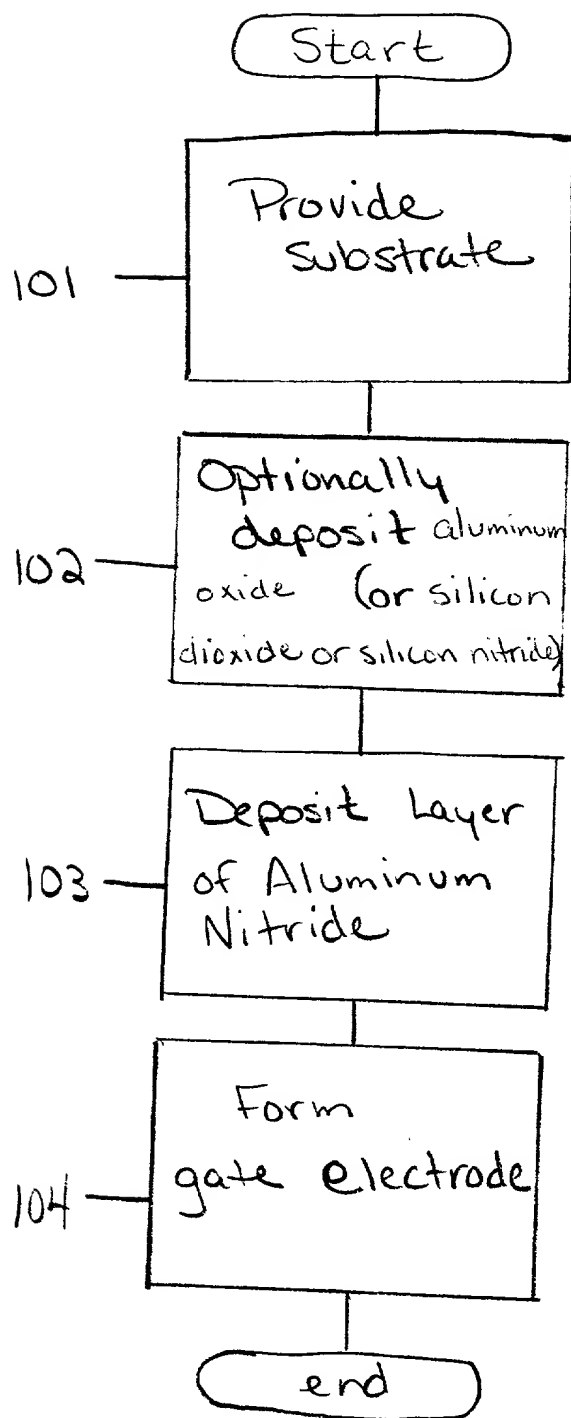 Start
Provide
substrate
101
Optionally
deposit aluminum
102
oxide (or silicon
dioxide or silicon nitride)
Deposit Layer
103
of Aluminum
Nitride
Form
gate electrode
104
end